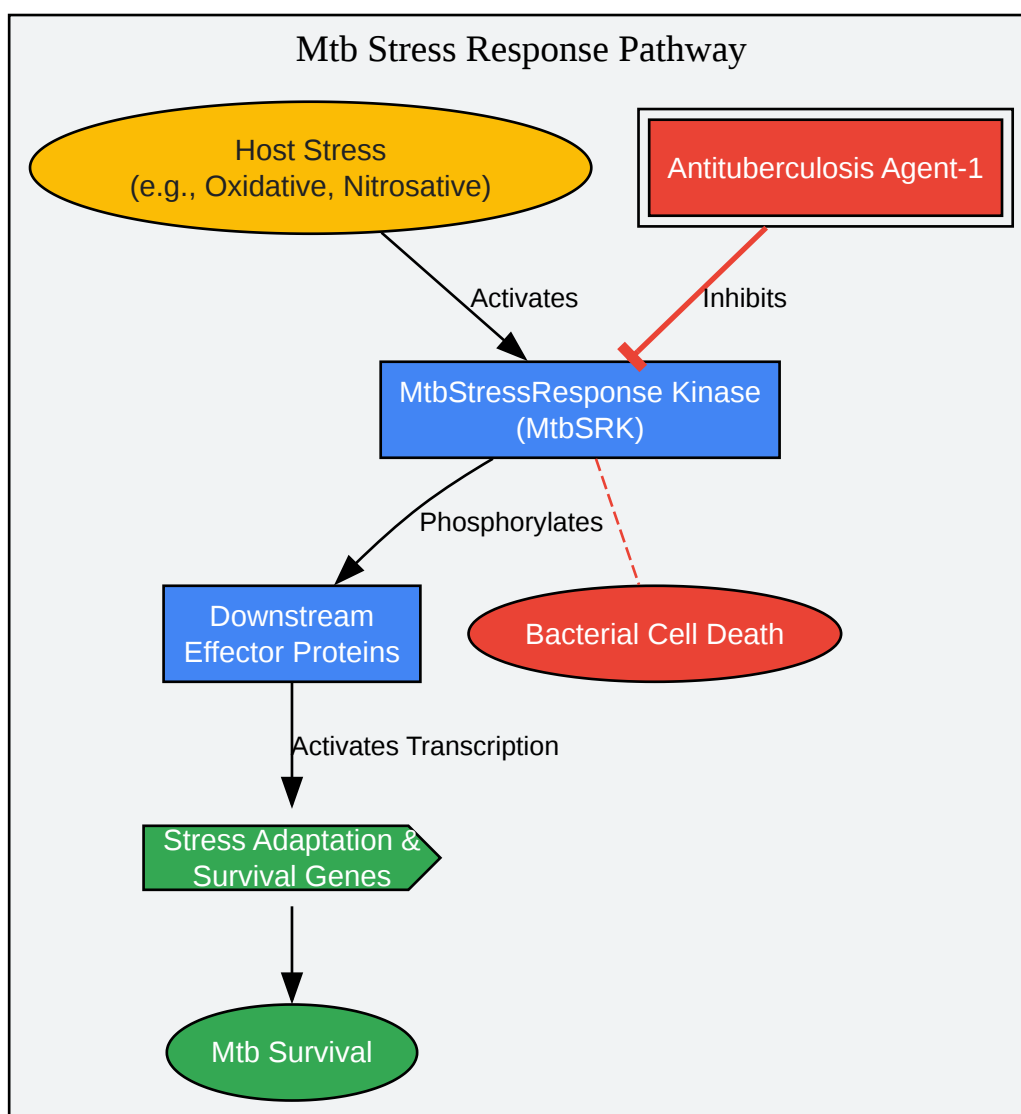 Mtb Stress Response Pathway
Host Stress
(e.g., Oxidative, Nitrosative)
Antituberculosis Agent-1
Activates
Inhibits
MtbStressResponse Kinase
(MtbSRK)
Phosphorylates
Downstream
Effector Proteins
Bacterial Cell Death
Activates Transcription
Stress Adaptation &
Survival Genes
Mtb Survival